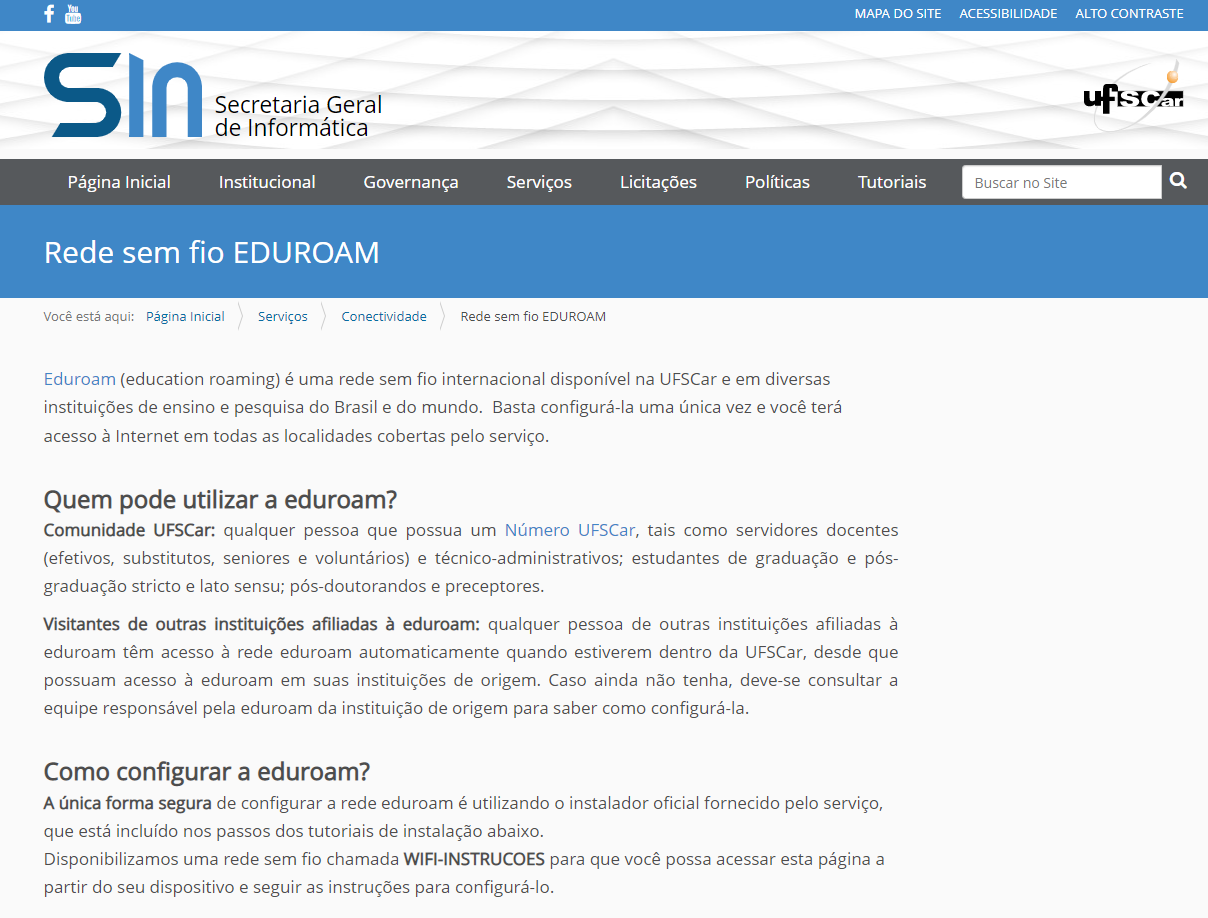 You
Tube
MAPA DO SITE ACESSIBILIDADE ALTO CONTRASTE
SIn
Secretaria Geral
de Informática
ufscar
Página Inicial Institucional Governança Serviços Licitações Políticas Tutoriais Buscar no Site
Rede sem fio EDUROAM
Você está aqui: Página Inicial Serviços Conectividade Rede sem fio EDUROAM
Eduroam (education roaming) é uma rede sem fio internacional disponível na UFSCar e em diversas
instituições de ensino e pesquisa do Brasil e do mundo. Basta configurá-la uma única vez e você terá
acesso à Internet em todas as localidades cobertas pelo serviço.
Quem pode utilizar a eduroam?
Comunidade UFSCar: qualquer pessoa que possua um Número UFSCar, tais como servidores docentes
(efetivos, substitutos, seniores e voluntários) e técnico-administrativos; estudantes de graduação e pós-
graduação stricto e lato sensu; pós-doutorandos e preceptores.
Visitantes de outras instituições afiliadas à eduroam: qualquer pessoa de outras instituições afiliadas à
eduroam têm acesso à rede eduroam automaticamente quando estiverem dentro da UFSCar, desde que
possuam acesso à eduroam em suas instituições de origem. Caso ainda não tenha, deve-se consultar a
equipe responsável pela eduroam da instituição de origem para saber como configurá-la.
Como configurar a eduroam?
A única forma segura de configurar a rede eduroam é utilizando o instalador oficial fornecido pelo serviço,
que está incluído nos passos dos tutoriais de instalação abaixo.
Disponibilizamos uma rede sem fio chamada WIFI-INSTRUCOES para que você possa acessar esta página a
partir do seu dispositivo e seguir as instruções para configurá-lo.